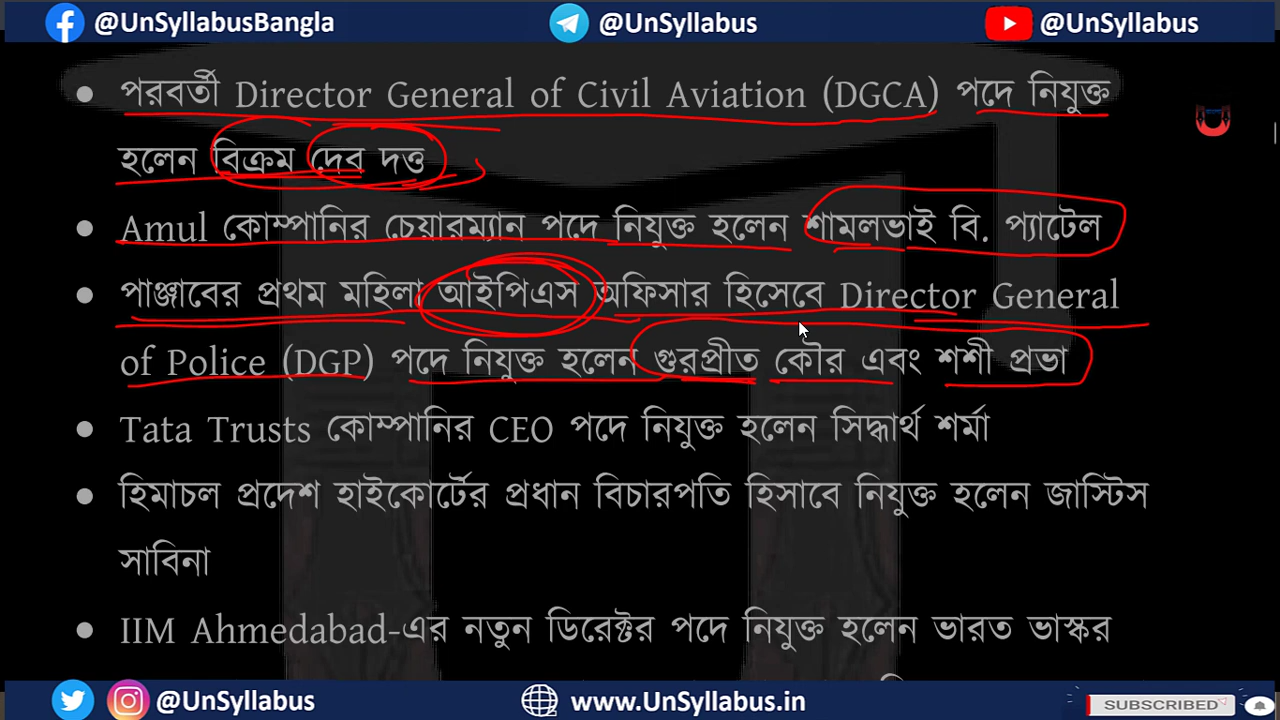 @UnSyllabusBangla @UnSyllabus @UnSyllabus
• পরবর্তী Director General of Civil Aviation (DGCA) পদে নিযুক্ত
হলেন বিক্রম দেব দত্ত
• Amul কোম্পানির চেয়ারম্যান পদে নিযুক্ত হলেন শামলভাই বি. প্যাটেল
• পাঞ্জাবের প্রথম মহিলা আইপিএস অফিসার হিসেবে Director General
of Police (DGP) পদে নিযুক্ত হলেন গুরপ্রীত কৌর এবং শশী প্রভা
• Tata Trusts কোম্পানির CEO পদে নিযুক্ত হলেন সিদ্ধার্থ শর্মা
• হিমাচল প্রদেশ হাইকোর্টের প্রধান বিচারপতি হিসাবে নিযুক্ত হলেন জাস্টিস
সাবিনা
• IIM Ahmedabad-এর নতুন ডিরেক্টর পদে নিযুক্ত হলেন ভারত ভাস্কর
@UnSyllabus www.UnSyllabus.in SUBSCRIBED